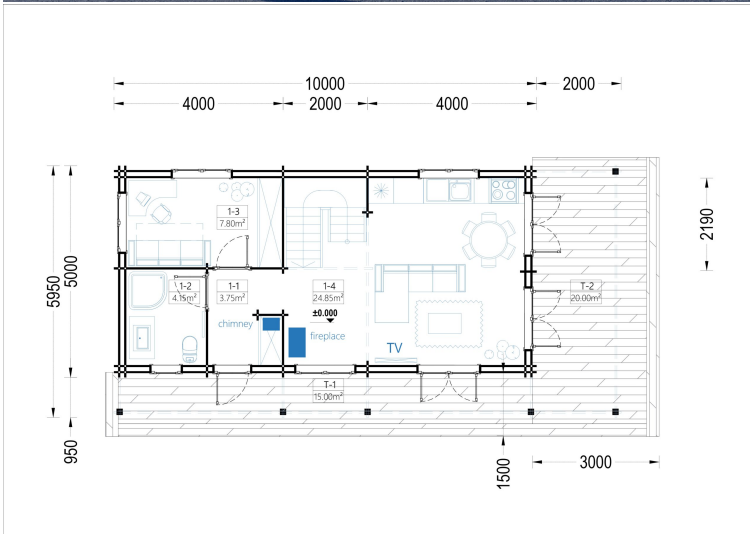 10000
2000
4000
2000
4000
5950
5000
950
2190
1-3
7.80m²
1-2
4.15m²
1-1
3.75m²
1-4
24.85m²
±0.000
chimney
fireplace
TV
T-2
20.00m²
T-1
15.00m²
1500
3000